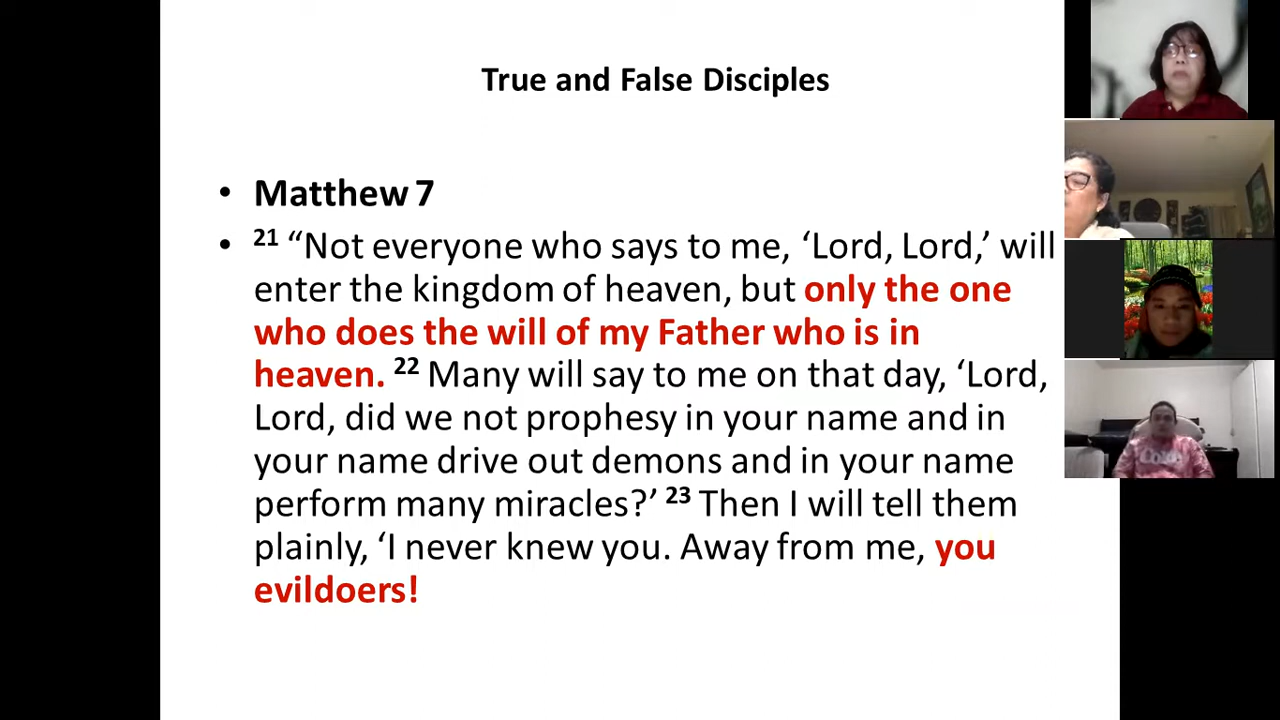 True and False Disciples
• Matthew 7
• 21 “Not everyone who says to me, ‘Lord, Lord,’ will
enter the kingdom of heaven, but only the one
who does the will of my Father who is in
heaven. 22 Many will say to me on that day, ‘Lord,
Lord, did we not prophesy in your name and in
your name drive out demons and in your name
perform many miracles?’ 23 Then I will tell them
plainly, ‘I never knew you. Away from me, you
evildoers!